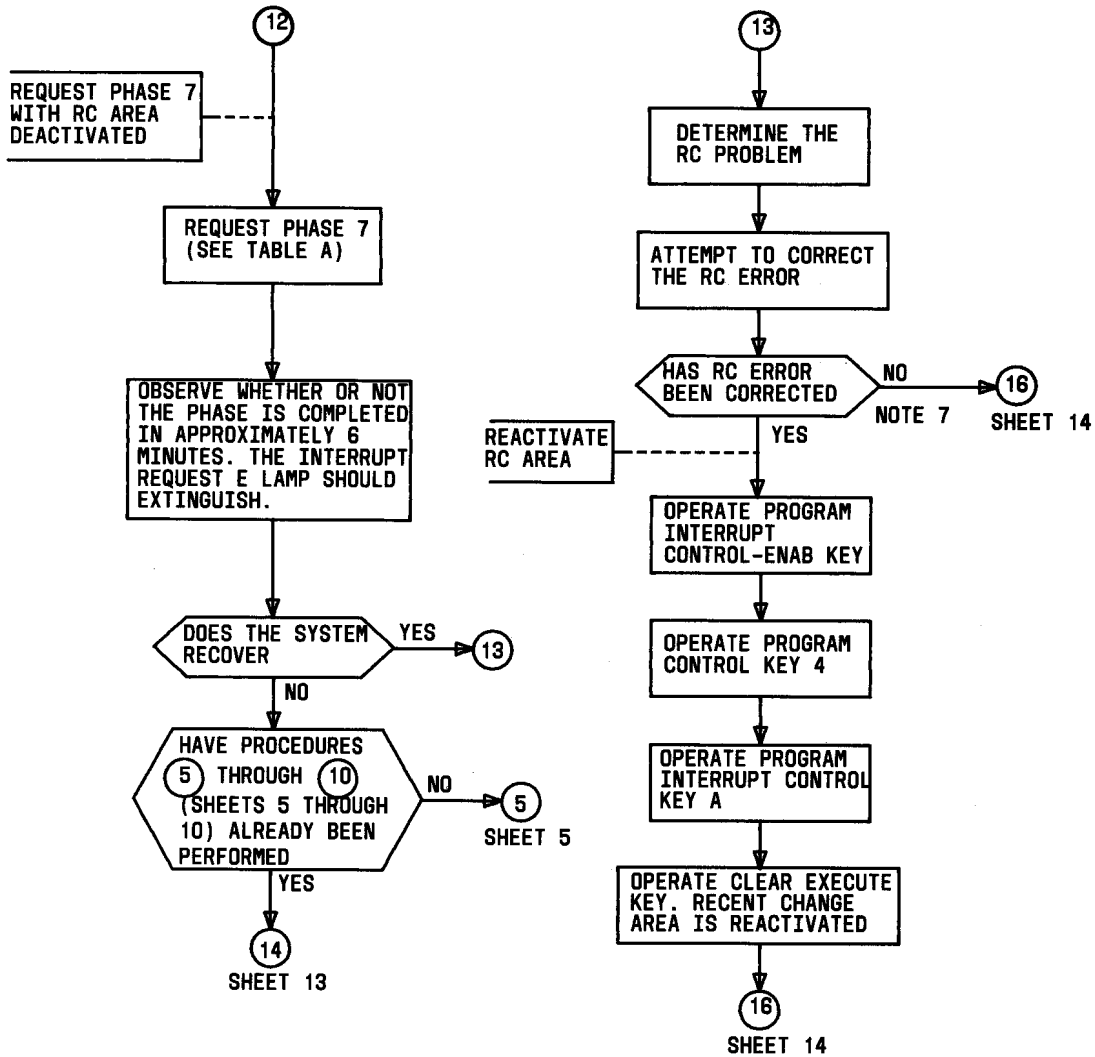 12
REQUEST PHASE 7
WITH RC AREA
DEACTIVATED
REQUEST PHASE 7
(SEE TABLE A)
OBSERVE WHETHER OR NOT
THE PHASE IS COMPLETED
IN APPROXIMATELY 6
MINUTES. THE INTERRUPT
REQUEST E LAMP SHOULD
EXTINGUISH.
DOES THE SYSTEM
RECOVER
YES
13
NO
HAVE PROCEDURES
5 THROUGH 10
(SHEETS 5 THROUGH
10) ALREADY BEEN
PERFORMED
NO
5
SHEET 5
YES
14
SHEET 13
13
DETERMINE THE
RC PROBLEM
ATTEMPT TO CORRECT
THE RC ERROR
HAS RC ERROR
BEEN CORRECTED
NO
NOTE 7
16
SHEET 14
YES
REACTIVATE
RC AREA
OPERATE PROGRAM
INTERRUPT
CONTROL-ENAB KEY
OPERATE PROGRAM
CONTROL KEY 4
OPERATE PROGRAM
INTERRUPT CONTROL
KEY A
OPERATE CLEAR EXECUTE
KEY. RECENT CHANGE
AREA IS REACTIVATED
16
SHEET 14